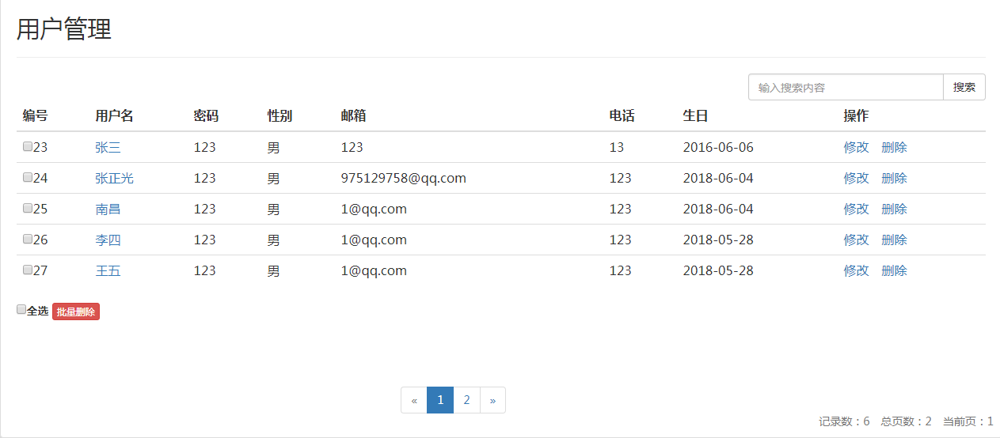 用户管理
输入搜索内容 搜索
编号 用户名 密码 性别 邮箱 电话 生日 操作
23 张三 123 男 123 13 2016-06-06 修改 删除
24 张正光 123 男 975129758@qq.com 123 2018-06-04 修改 删除
25 南昌 123 男 1@qq.com 123 2018-06-04 修改 删除
26 李四 123 男 1@qq.com 123 2018-05-28 修改 删除
27 王五 123 男 1@qq.com 123 2018-05-28 修改 删除
全选 批量删除
« 1 2 »
记录数：6 总页数：2 当前页：1